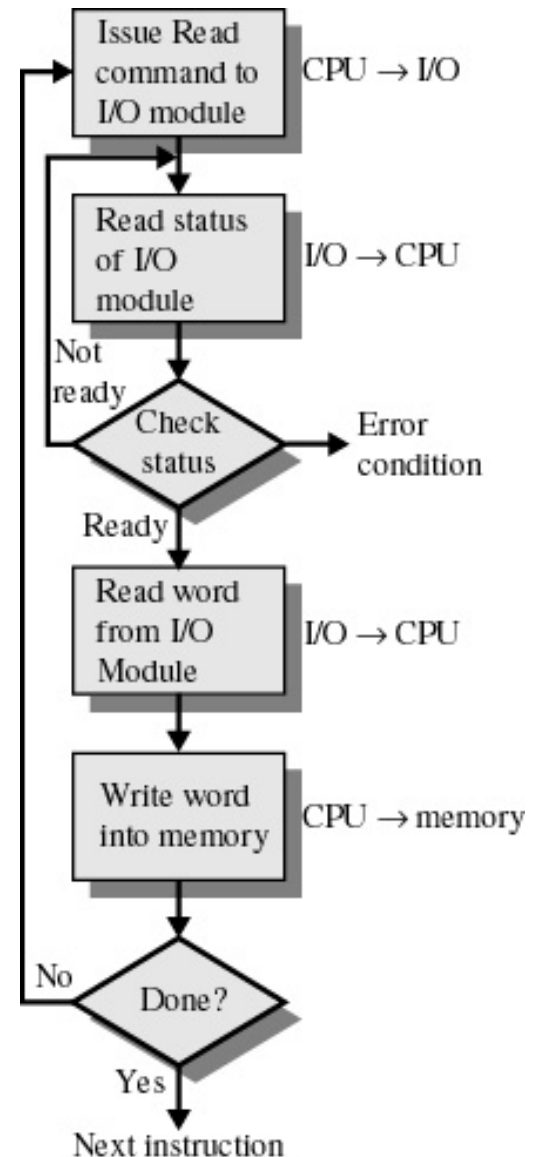 Issue Read
command to
I/O module
CPU → I/O
Read status
of I/O
module
I/O → CPU
Not
ready
Check
status
Error
condition
Ready
Read word
from I/O
Module
I/O → CPU
Write word
into memory
CPU → memory
No
Done?
Yes
Next instruction